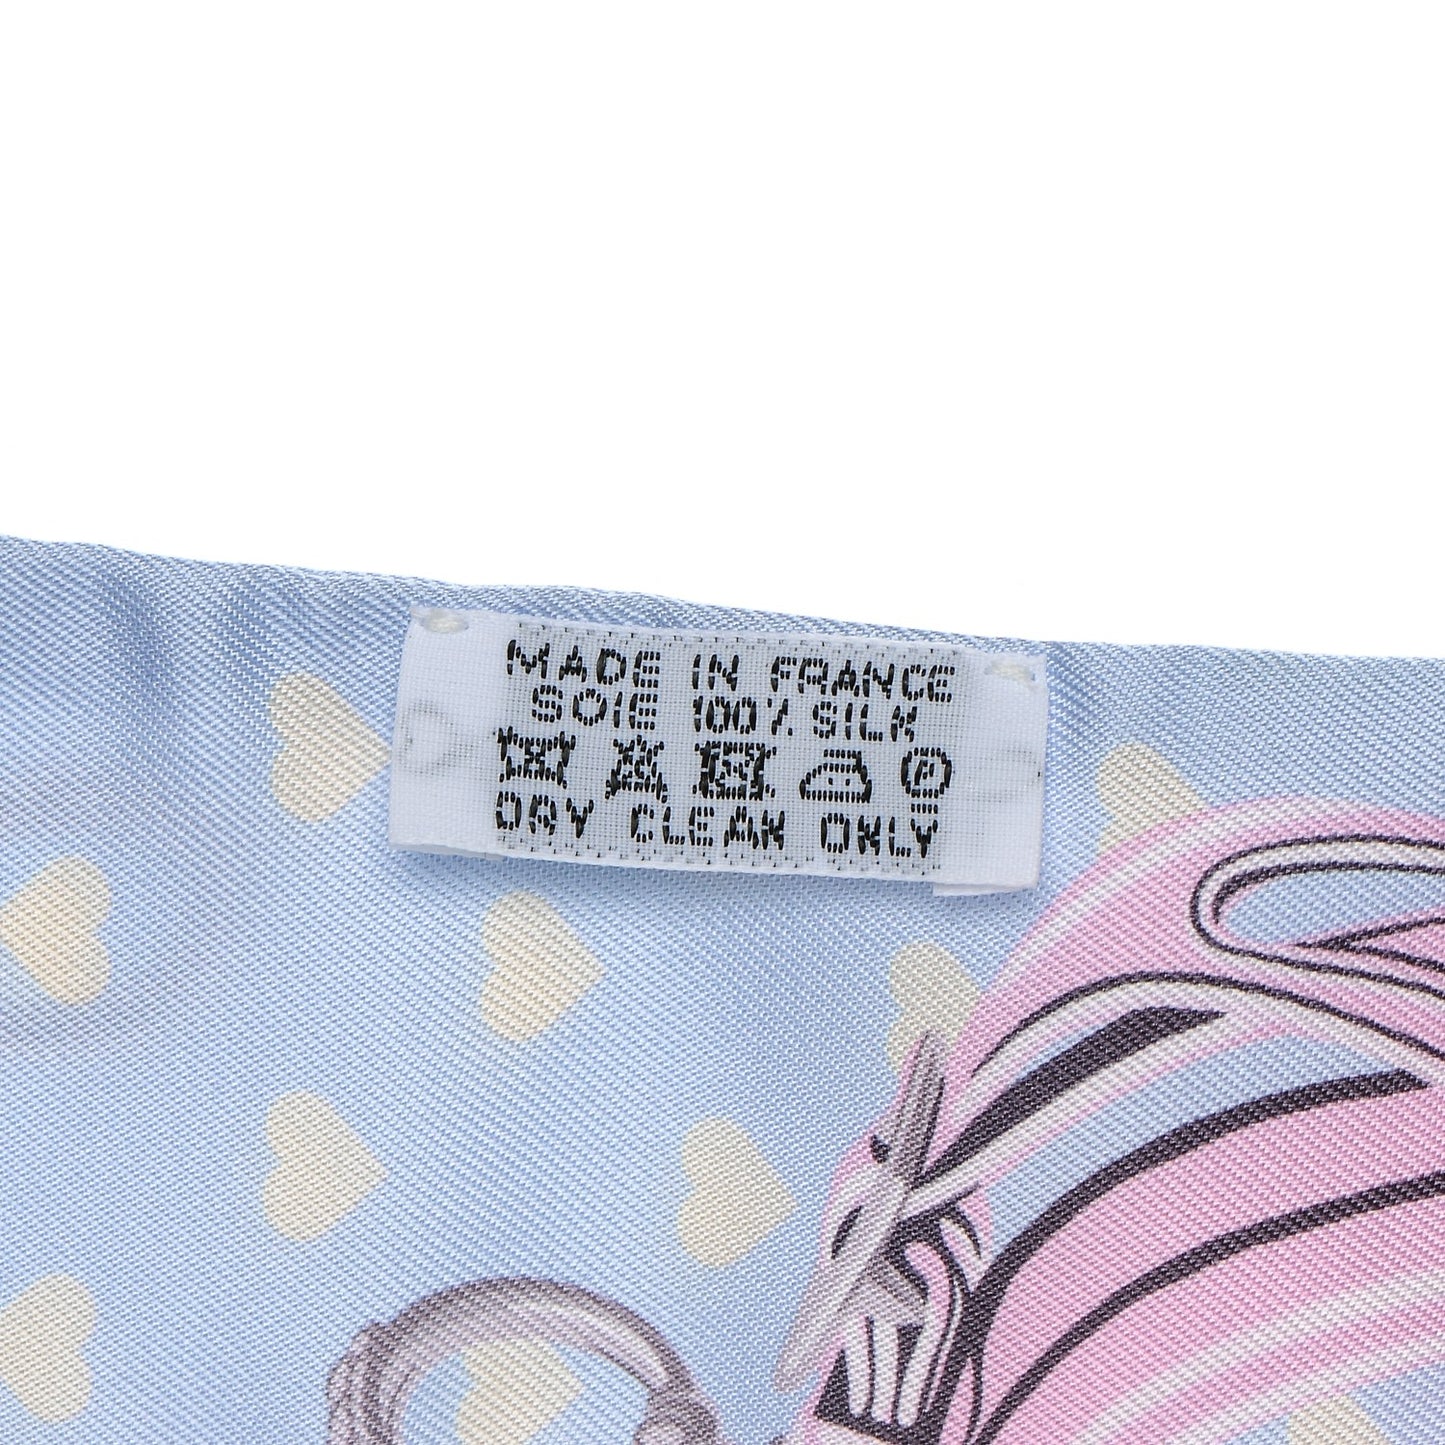 MADE IN FRANCE
SOIE 100% SILK
P
DRY CLEAN ONLY